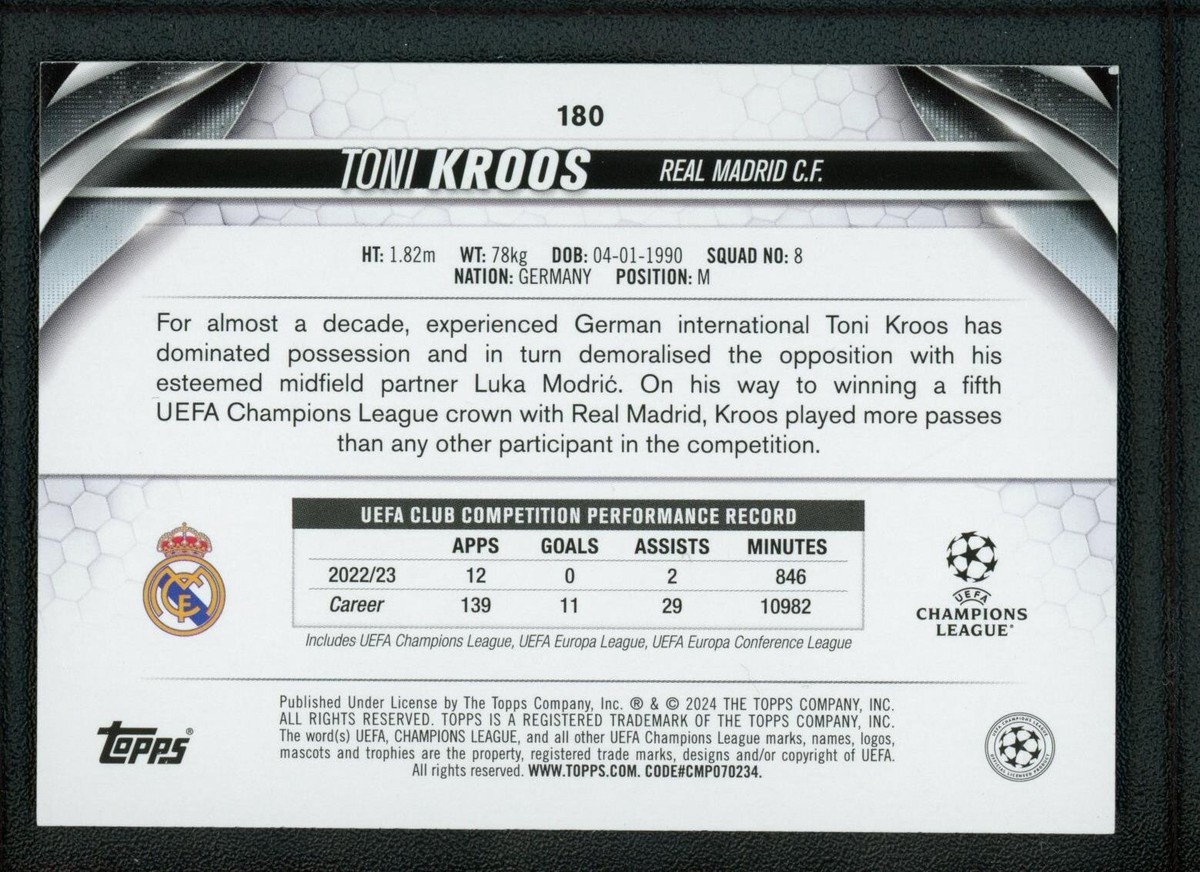 180
TONI KROOS REAL MADRID C.F.
HT: 1.82m WT: 78kg DOB: 04-01-1990 SQUAD NO: 8
NATION: GERMANY POSITION: M
For almost a decade, experienced German international Toni Kroos has
dominated possession and in turn demoralised the opposition with his
esteemed midfield partner Luka Modrić. On his way to winning a fifth
UEFA Champions League crown with Real Madrid, Kroos played more passes
than any other participant in the competition.
UEFA CLUB COMPETITION PERFORMANCE RECORD
APPS GOALS ASSISTS MINUTES
2022/23 12 0 2 846
Career 139 11 29 10982
Includes UEFA Champions League, UEFA Europa League, UEFA Europa Conference League
UEFA
CHAMPIONS
LEAGUE®
Published Under License by The Topps Company, Inc. ® & © 2024 THE TOPPS COMPANY, INC.
ALL RIGHTS RESERVED. TOPPS IS A REGISTERED TRADEMARK OF THE TOPPS COMPANY, INC.
The word(s) UEFA, CHAMPIONS LEAGUE, and all other UEFA Champions League marks, names, logos,
mascots and trophies are the property, registered trade marks, designs and/or copyright of UEFA.
All rights reserved. WWW.TOPPS.COM. CODE#CMP070234.
topps®
UEFA CHAMPIONS LEAGUE
OFFICIAL LICENSED PRODUCT